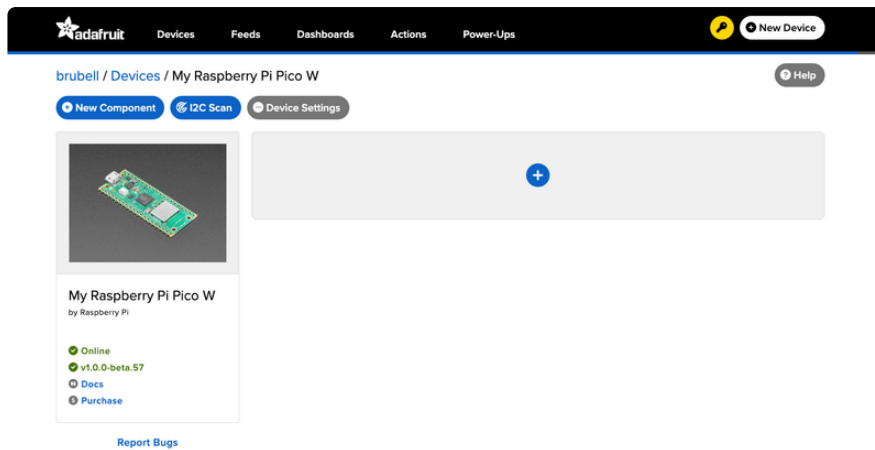 adafruit Devices Feeds Dashboards Actions Power-Ups New Device
brubell / Devices / My Raspberry Pi Pico W Help
New Component I2C Scan Device Settings
My Raspberry Pi Pico W
by Raspberry Pi
Online
v1.0.0-beta.57
Docs
Purchase
Report Bugs